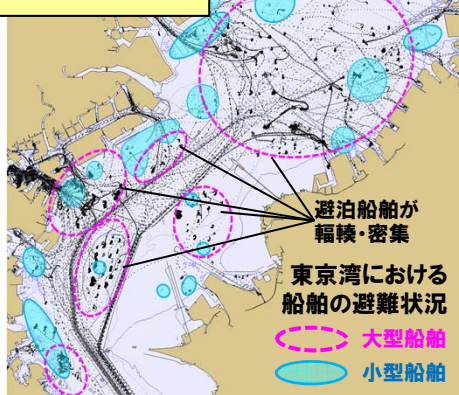 避泊船舶が
輻輳・密集
東京湾における
船舶の避難状況
大型船舶
小型船舶